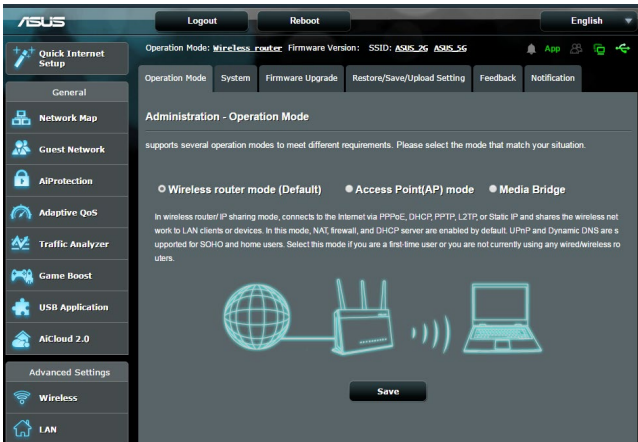 ASUS
Logout
Reboot
English
Quick Internet
Setup
General
Network Map
Guest Network
AiProtection
Adaptive QoS
Traffic Analyzer
Game Boost
USB Application
AiCloud 2.0
Advanced Settings
Wireless
LAN
Operation Mode: Wireless router Firmware Version: SSID: ASUS_2G ASUS_5G
App
Operation Mode System Firmware Upgrade Restore/Save/Upload Setting Feedback Notification
Administration - Operation Mode
supports several operation modes to meet different requirements. Please select the mode that match your situation.
Wireless router mode (Default) Access Point(AP) mode Media Bridge
In wireless router/ IP sharing mode, connects to the Internet via PPPoE, DHCP, PPTP, L2TP, or Static IP and shares the wireless net
work to LAN clients or devices. In this mode, NAT, firewall, and DHCP server are enabled by default. UPnP and Dynamic DNS are s
upported for SOHO and home users. Select this mode if you are a first-time user or you are not currently using any wired/wireless ro
uters.
Save